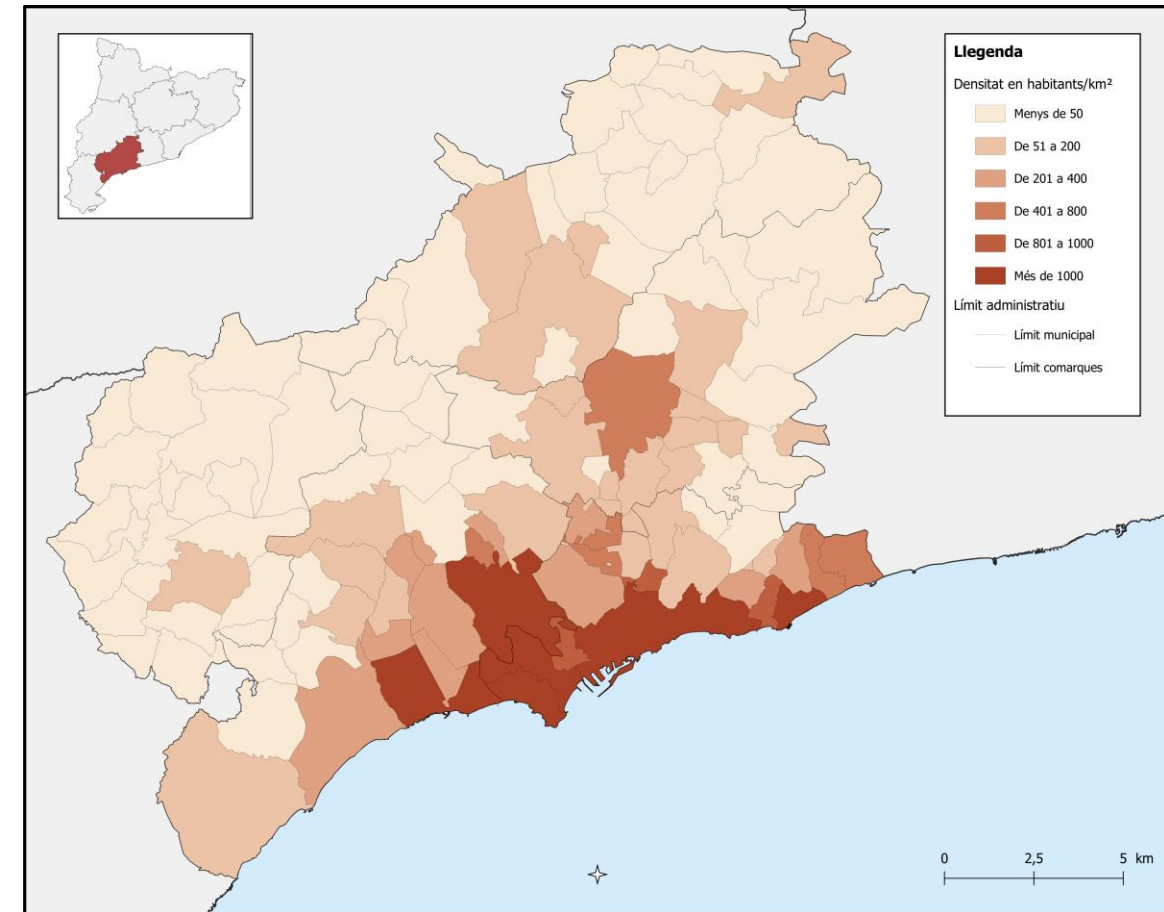 Llegenda
Densitat en habitants/km²
Menys de 50
De 51 a 200
De 201 a 400
De 401 a 800
De 801 a 1000
Més de 1000
Límit administratiu
Límit municipal
Límit comarques
0 2,5 5 km